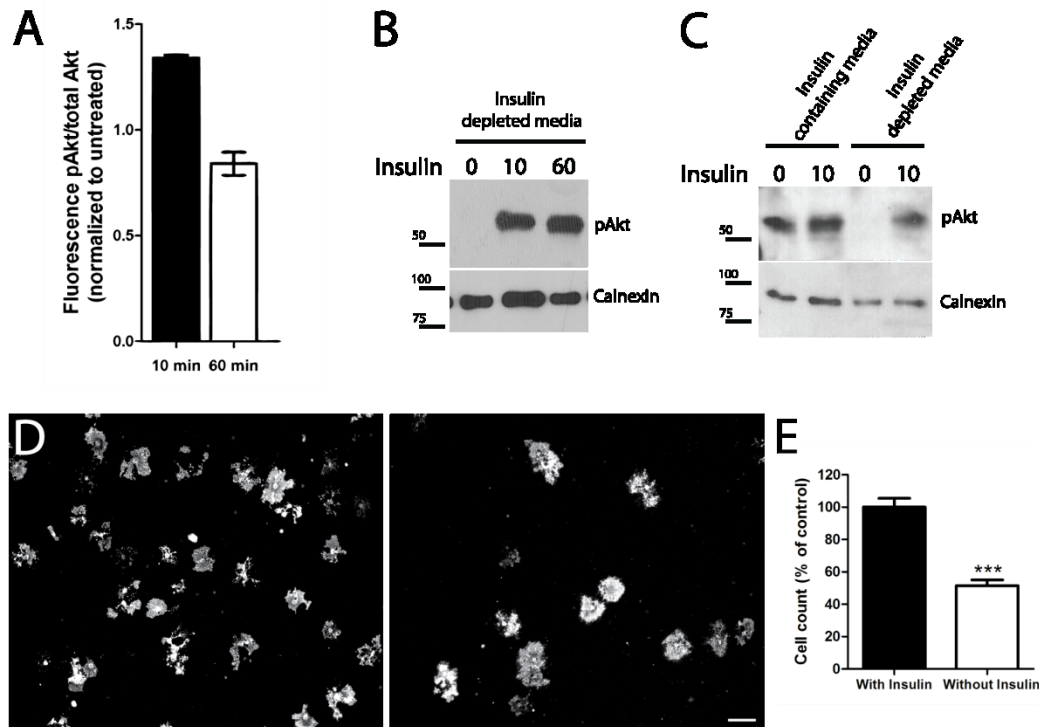 A
Fluorescence pAkt/total Akt
(normalized to untreated)
1.5
1.0
0.5
0.0
10 min 60 min
B
Insulin
depleted media
Insulin 0 10 60
50
pAkt
100
75
Calnexin
C
Insulin
containing media
Insulin
depleted media
Insulin 0 10 0 10
50
pAkt
100
75
Calnexin
D
E
Cell count (% of control)
120
100
80
60
40
20
0
***
With Insulin Without Insulin